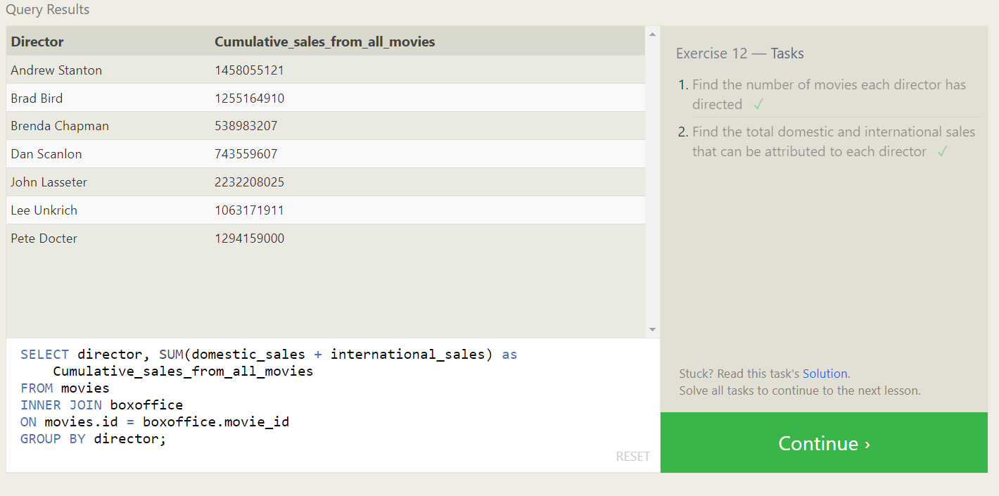 Query Results
Director Cumulative_sales_from_all_movies
Andrew Stanton 1458055121
Brad Bird 1255164910
Brenda Chapman 538983207
Dan Scanlon 743559607
John Lasseter 2232208025
Lee Unkrich 1063171911
Pete Docter 1294159000
SELECT director, SUM(domestic_sales + international_sales) as
Cumulative_sales_from_all_movies
FROM movies
INNER JOIN boxoffice
ON movies.id = boxoffice.movie_id
GROUP BY director;
RESET
Exercise 12 — Tasks
1. Find the number of movies each director has
directed ✓
2. Find the total domestic and international sales
that can be attributed to each director ✓
Stuck? Read this task's Solution.
Solve all tasks to continue to the next lesson.
Continue ›